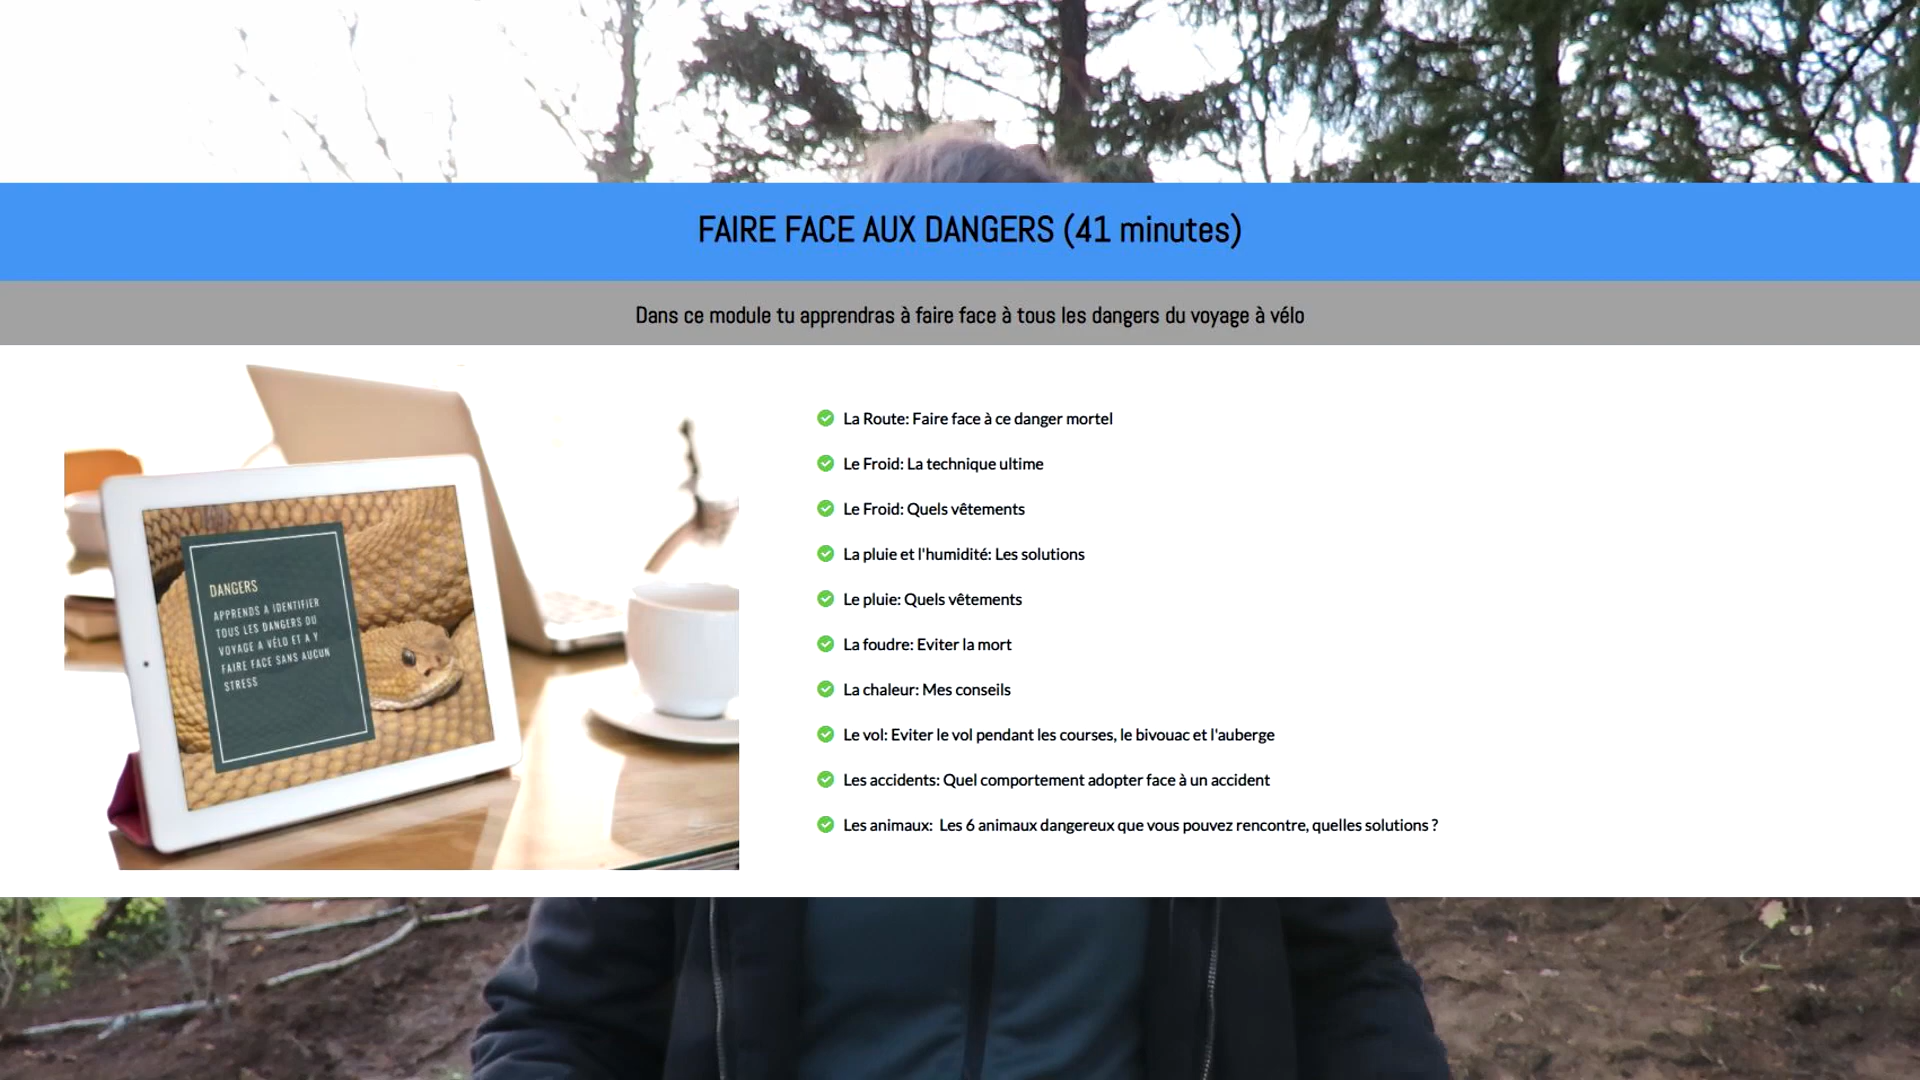 FAIRE FACE AUX DANGERS (41 minutes)
Dans ce module tu apprendras à faire face à tous les dangers du voyage à vélo
DANGERS
APPRENDS A IDENTIFIER
TOUS LES DANGERS DU
VOYAGE A VÉLO ET A Y
FAIRE FACE SANS AUCUN
STRESS
La Route: Faire face à ce danger mortel
Le Froid: La technique ultime
Le Froid: Quels vêtements
La pluie et l'humidité: Les solutions
Le pluie: Quels vêtements
La foudre: Eviter la mort
La chaleur: Mes conseils
Le vol: Eviter le vol pendant les courses, le bivouac et l'auberge
Les accidents: Quel comportement adopter face à un accident
Les animaux: Les 6 animaux dangereux que vous pouvez rencontre, quelles solutions ?